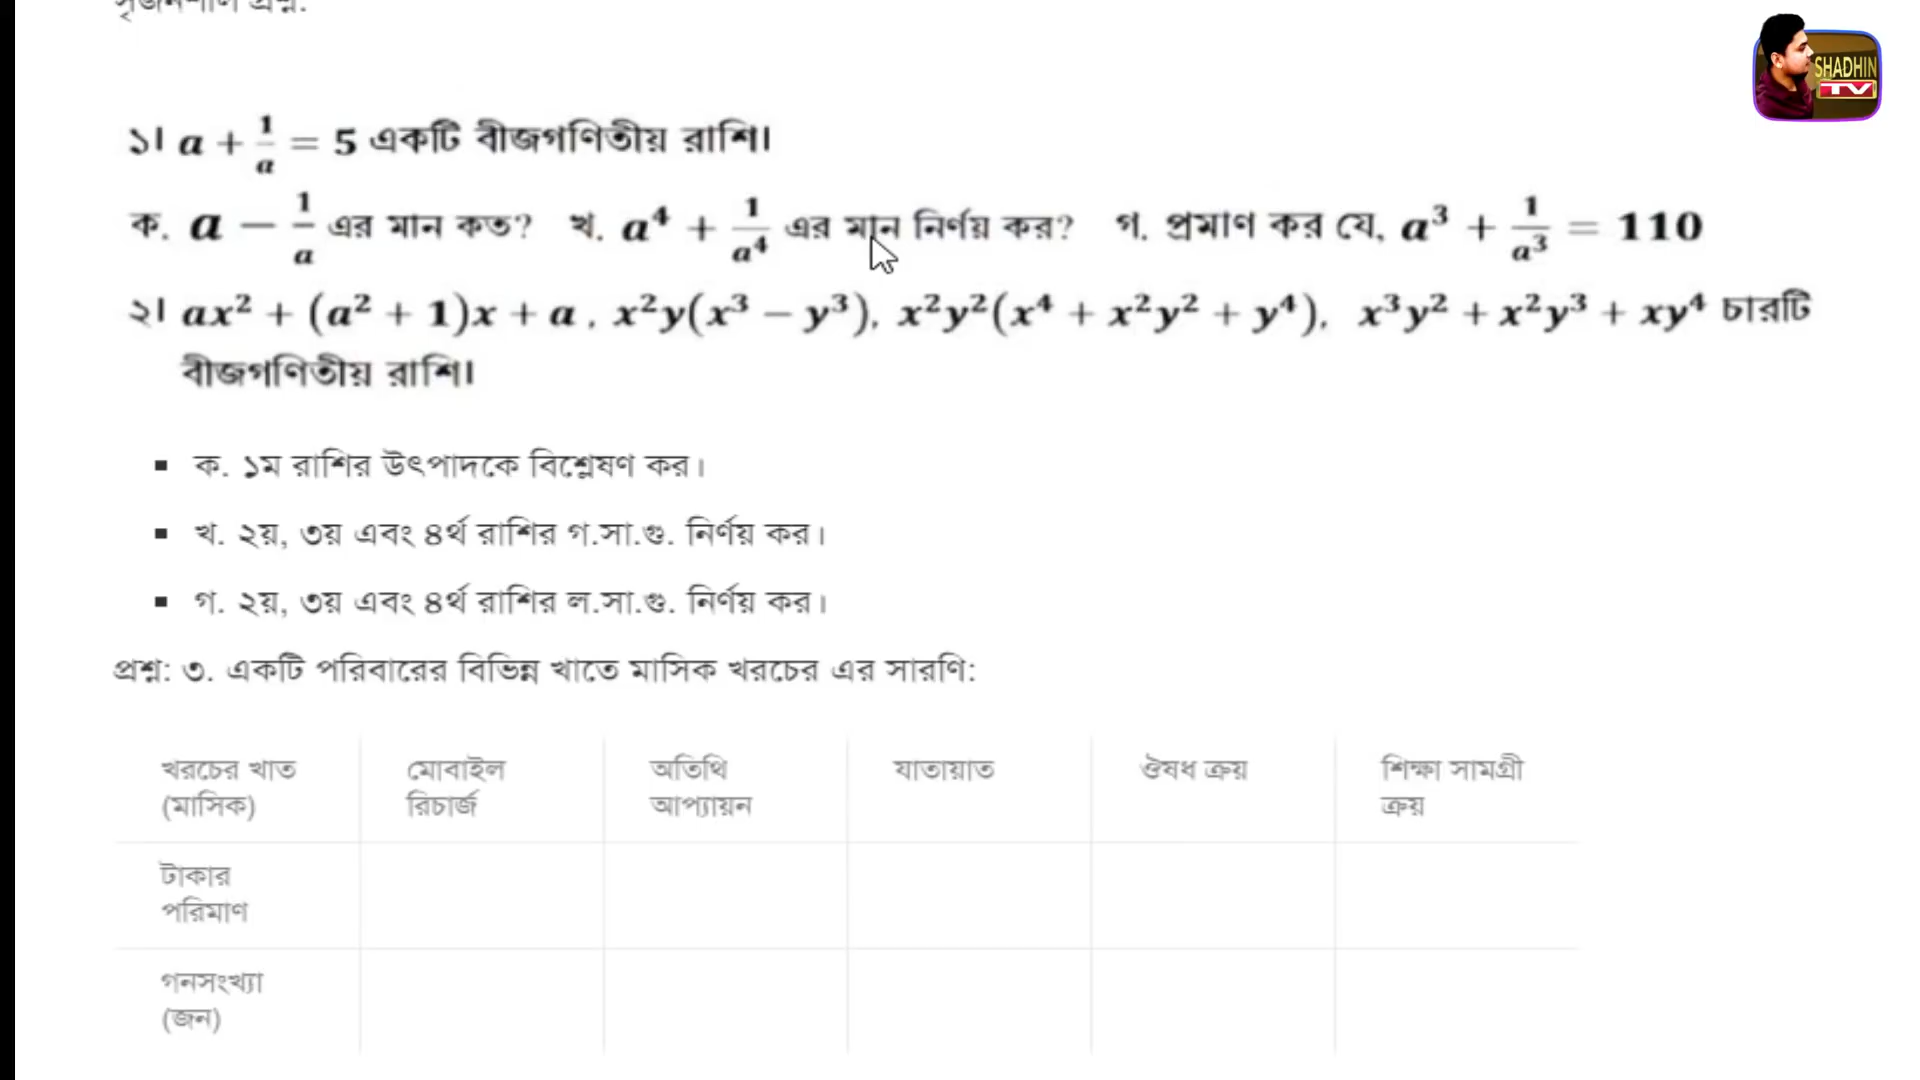 সৃজনশীল প্রশ্ন:
SHADHIN
TV
১। a + 1/a = 5 একটি বীজগণিতীয় রাশি।
ক. a − 1/a এর মান কত? খ. a⁴ + 1/a⁴ এর মান নির্ণয় কর? গ. প্রমাণ কর যে, a³ + 1/a³ = 110
২। ax² + (a² + 1)x + a , x²y(x³ − y³), x²y²(x⁴ + x²y² + y⁴), x³y² + x²y³ + xy⁴ চারটি
বীজগণিতীয় রাশি।
▪ ক. ১ম রাশির উৎপাদকে বিশ্লেষণ কর।
▪ খ. ২য়, ৩য় এবং ৪র্থ রাশির গ.সা.গু. নির্ণয় কর।
▪ গ. ২য়, ৩য় এবং ৪র্থ রাশির ল.সা.গু. নির্ণয় কর।
প্রশ্ন: ৩. একটি পরিবারের বিভিন্ন খাতে মাসিক খরচের এর সারণি:
খরচের খাত (মাসিক) মোবাইল রিচার্জ অতিথি আপ্যায়ন যাতায়াত ঔষধ ক্রয় শিক্ষা সামগ্রী ক্রয়
টাকার পরিমাণ
গনসংখ্যা (জন)